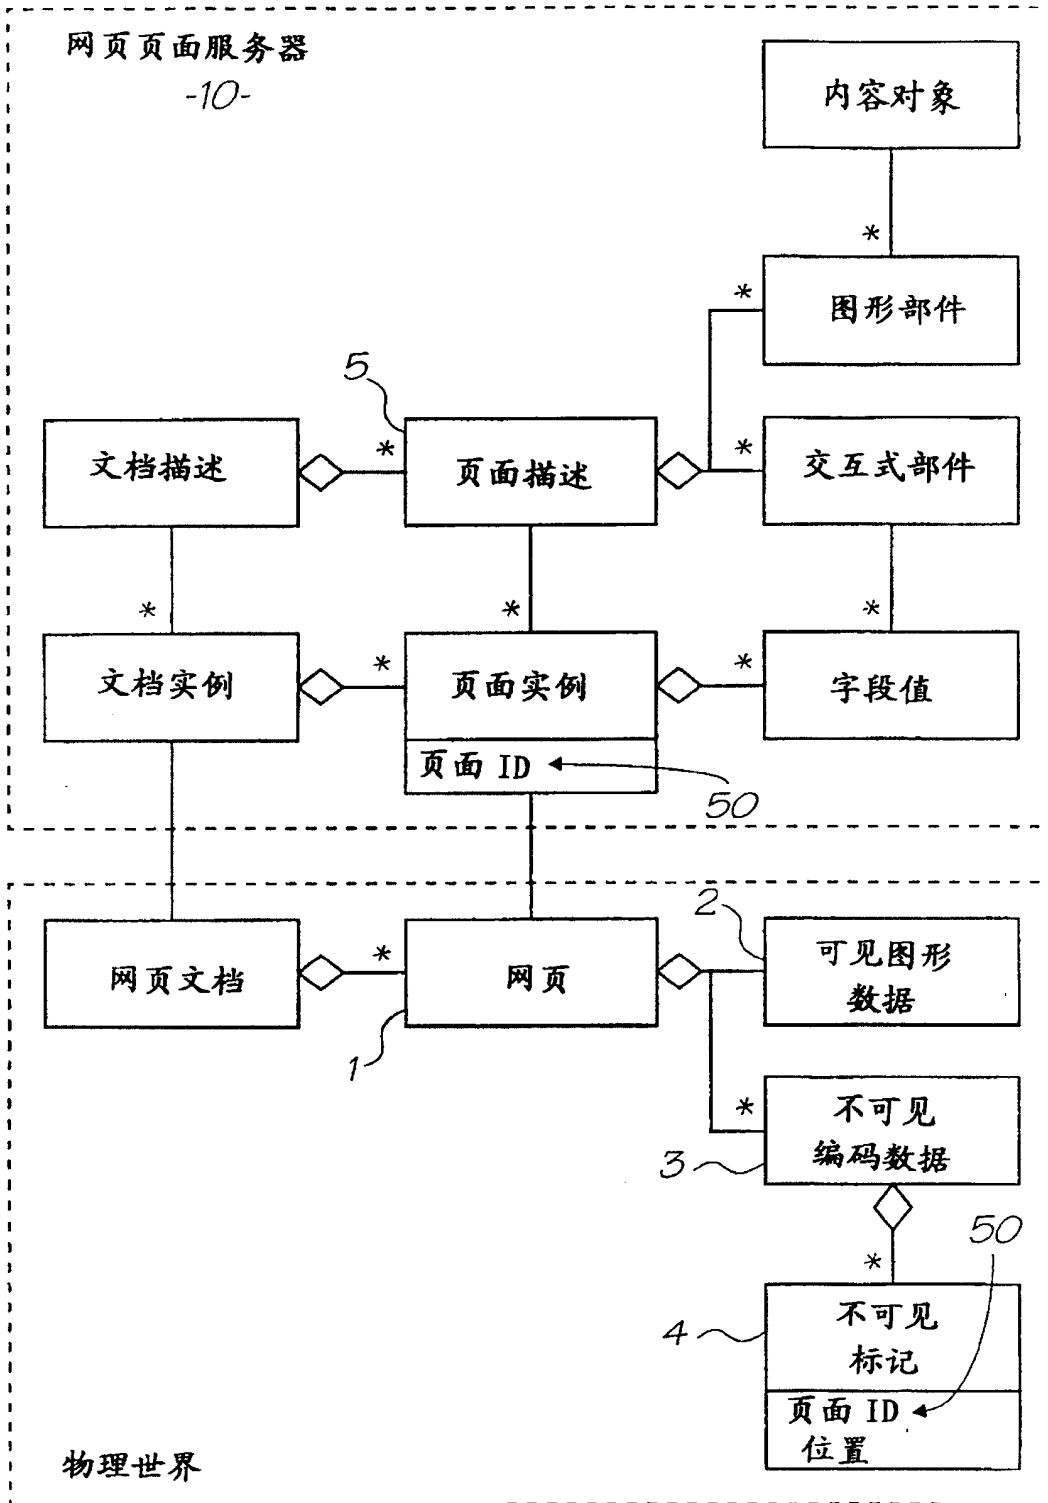 网页页面服务器
-10-
内容对象
*
*
图形部件
5
文档描述
*
页面描述
*
交互式部件
*
*
*
文档实例
*
页面实例
*
字段值
页面 ID
50
2
网页文档
*
网页
可见图形
数据
1
*
不可见
编码数据
3
50
*
4
不可见
标记
页面 ID
位置
物理世界